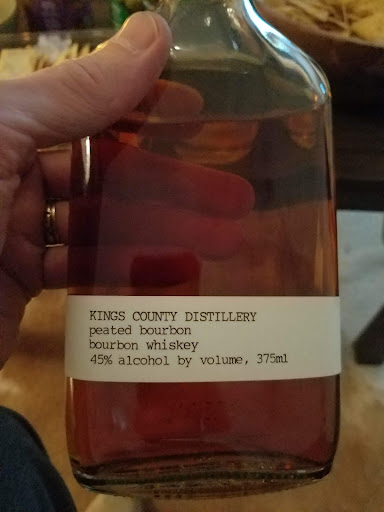 KINGS COUNTY DISTILLERY
peated bourbon
bourbon whiskey
45% alcohol by volume, 375ml